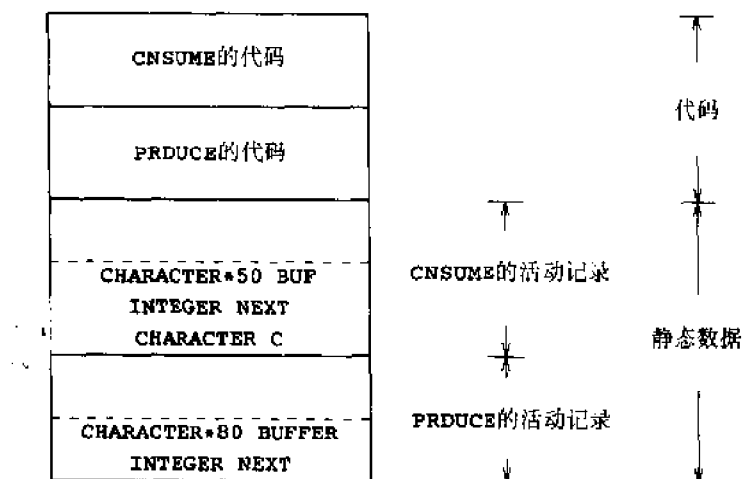 CNSUME的代码
代码
PRDUCE的代码
CHARACTER*50 BUF
CNSUME的活动记录
INTEGER NEXT
CHARACTER C
静态数据
CHARACTER*80 BUFFER
PRDUCE的活动记录
INTEGER NEXT